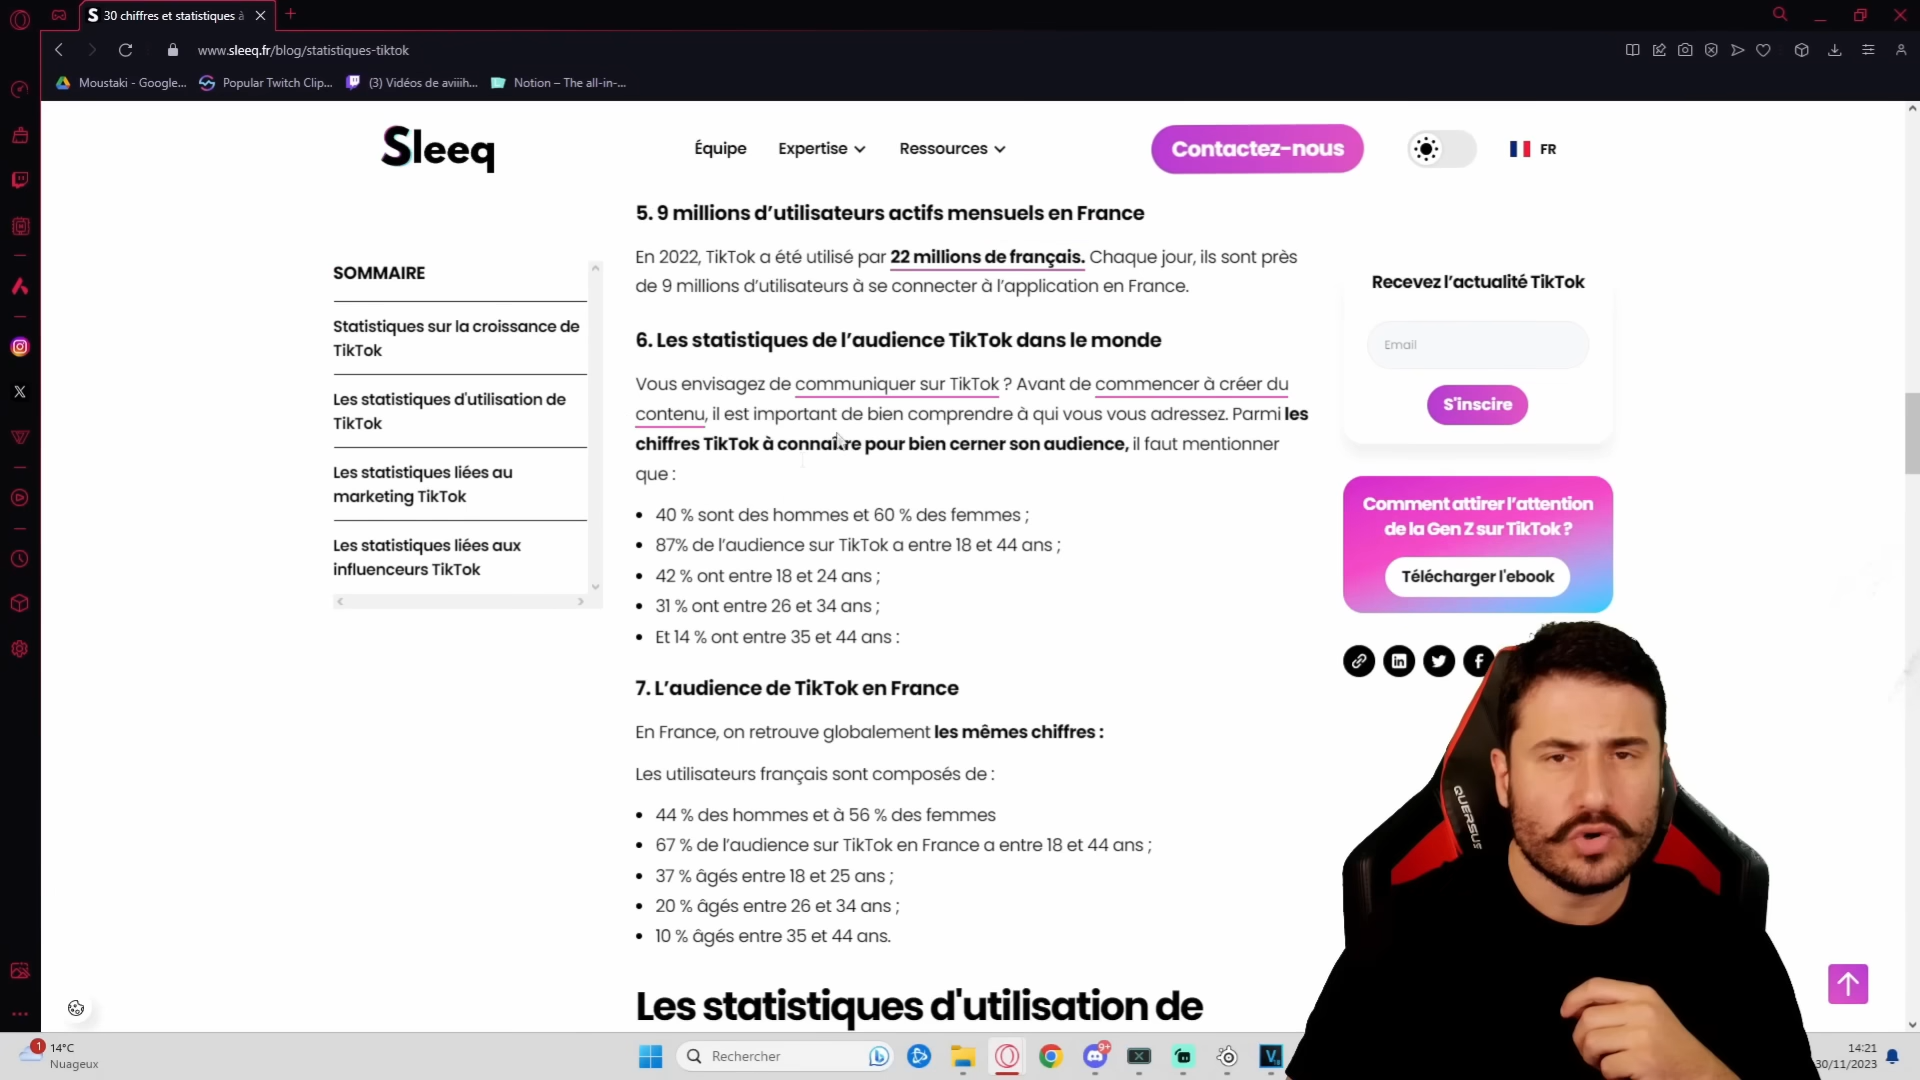 30 chiffres et statistiques à
www.sleeq.fr/blog/statistiques-tiktok
Moustaki - Google...
Popular Twitch Clip...
(3) Vidéos de aviiih...
Notion – The all-in-...
Sleeq
Équipe
Expertise
Ressources
Contactez-nous
FR
SOMMAIRE
Statistiques sur la croissance de
TikTok
Les statistiques d'utilisation de
TikTok
Les statistiques liées au
marketing TikTok
Les statistiques liées aux
influenceurs TikTok
5. 9 millions d’utilisateurs actifs mensuels en France
En 2022, TikTok a été utilisé par 22 millions de français. Chaque jour, ils sont près
de 9 millions d’utilisateurs à se connecter à l’application en France.
6. Les statistiques de l’audience TikTok dans le monde
Vous envisagez de communiquer sur TikTok ? Avant de commencer à créer du
contenu, il est important de bien comprendre à qui vous vous adressez. Parmi les
chiffres TikTok à connaître pour bien cerner son audience, il faut mentionner
que :
• 40 % sont des hommes et 60 % des femmes ;
• 87% de l’audience sur TikTok a entre 18 et 44 ans ;
• 42 % ont entre 18 et 24 ans ;
• 31 % ont entre 26 et 34 ans ;
• Et 14 % ont entre 35 et 44 ans :
7. L’audience de TikTok en France
En France, on retrouve globalement les mêmes chiffres :
Les utilisateurs français sont composés de :
• 44 % des hommes et à 56 % des femmes
• 67 % de l’audience sur TikTok en France a entre 18 et 44 ans ;
• 37 % âgés entre 18 et 25 ans ;
• 20 % âgés entre 26 et 34 ans ;
• 10 % âgés entre 35 et 44 ans.
Les statistiques d'utilisation de
Recevez l’actualité TikTok
Email
S'inscire
Comment attirer l’attention
de la Gen Z sur TikTok ?
Télécharger l'ebook
QUERSUS
1
14°C
Nuageux
Rechercher
9+
14:21
30/11/2023